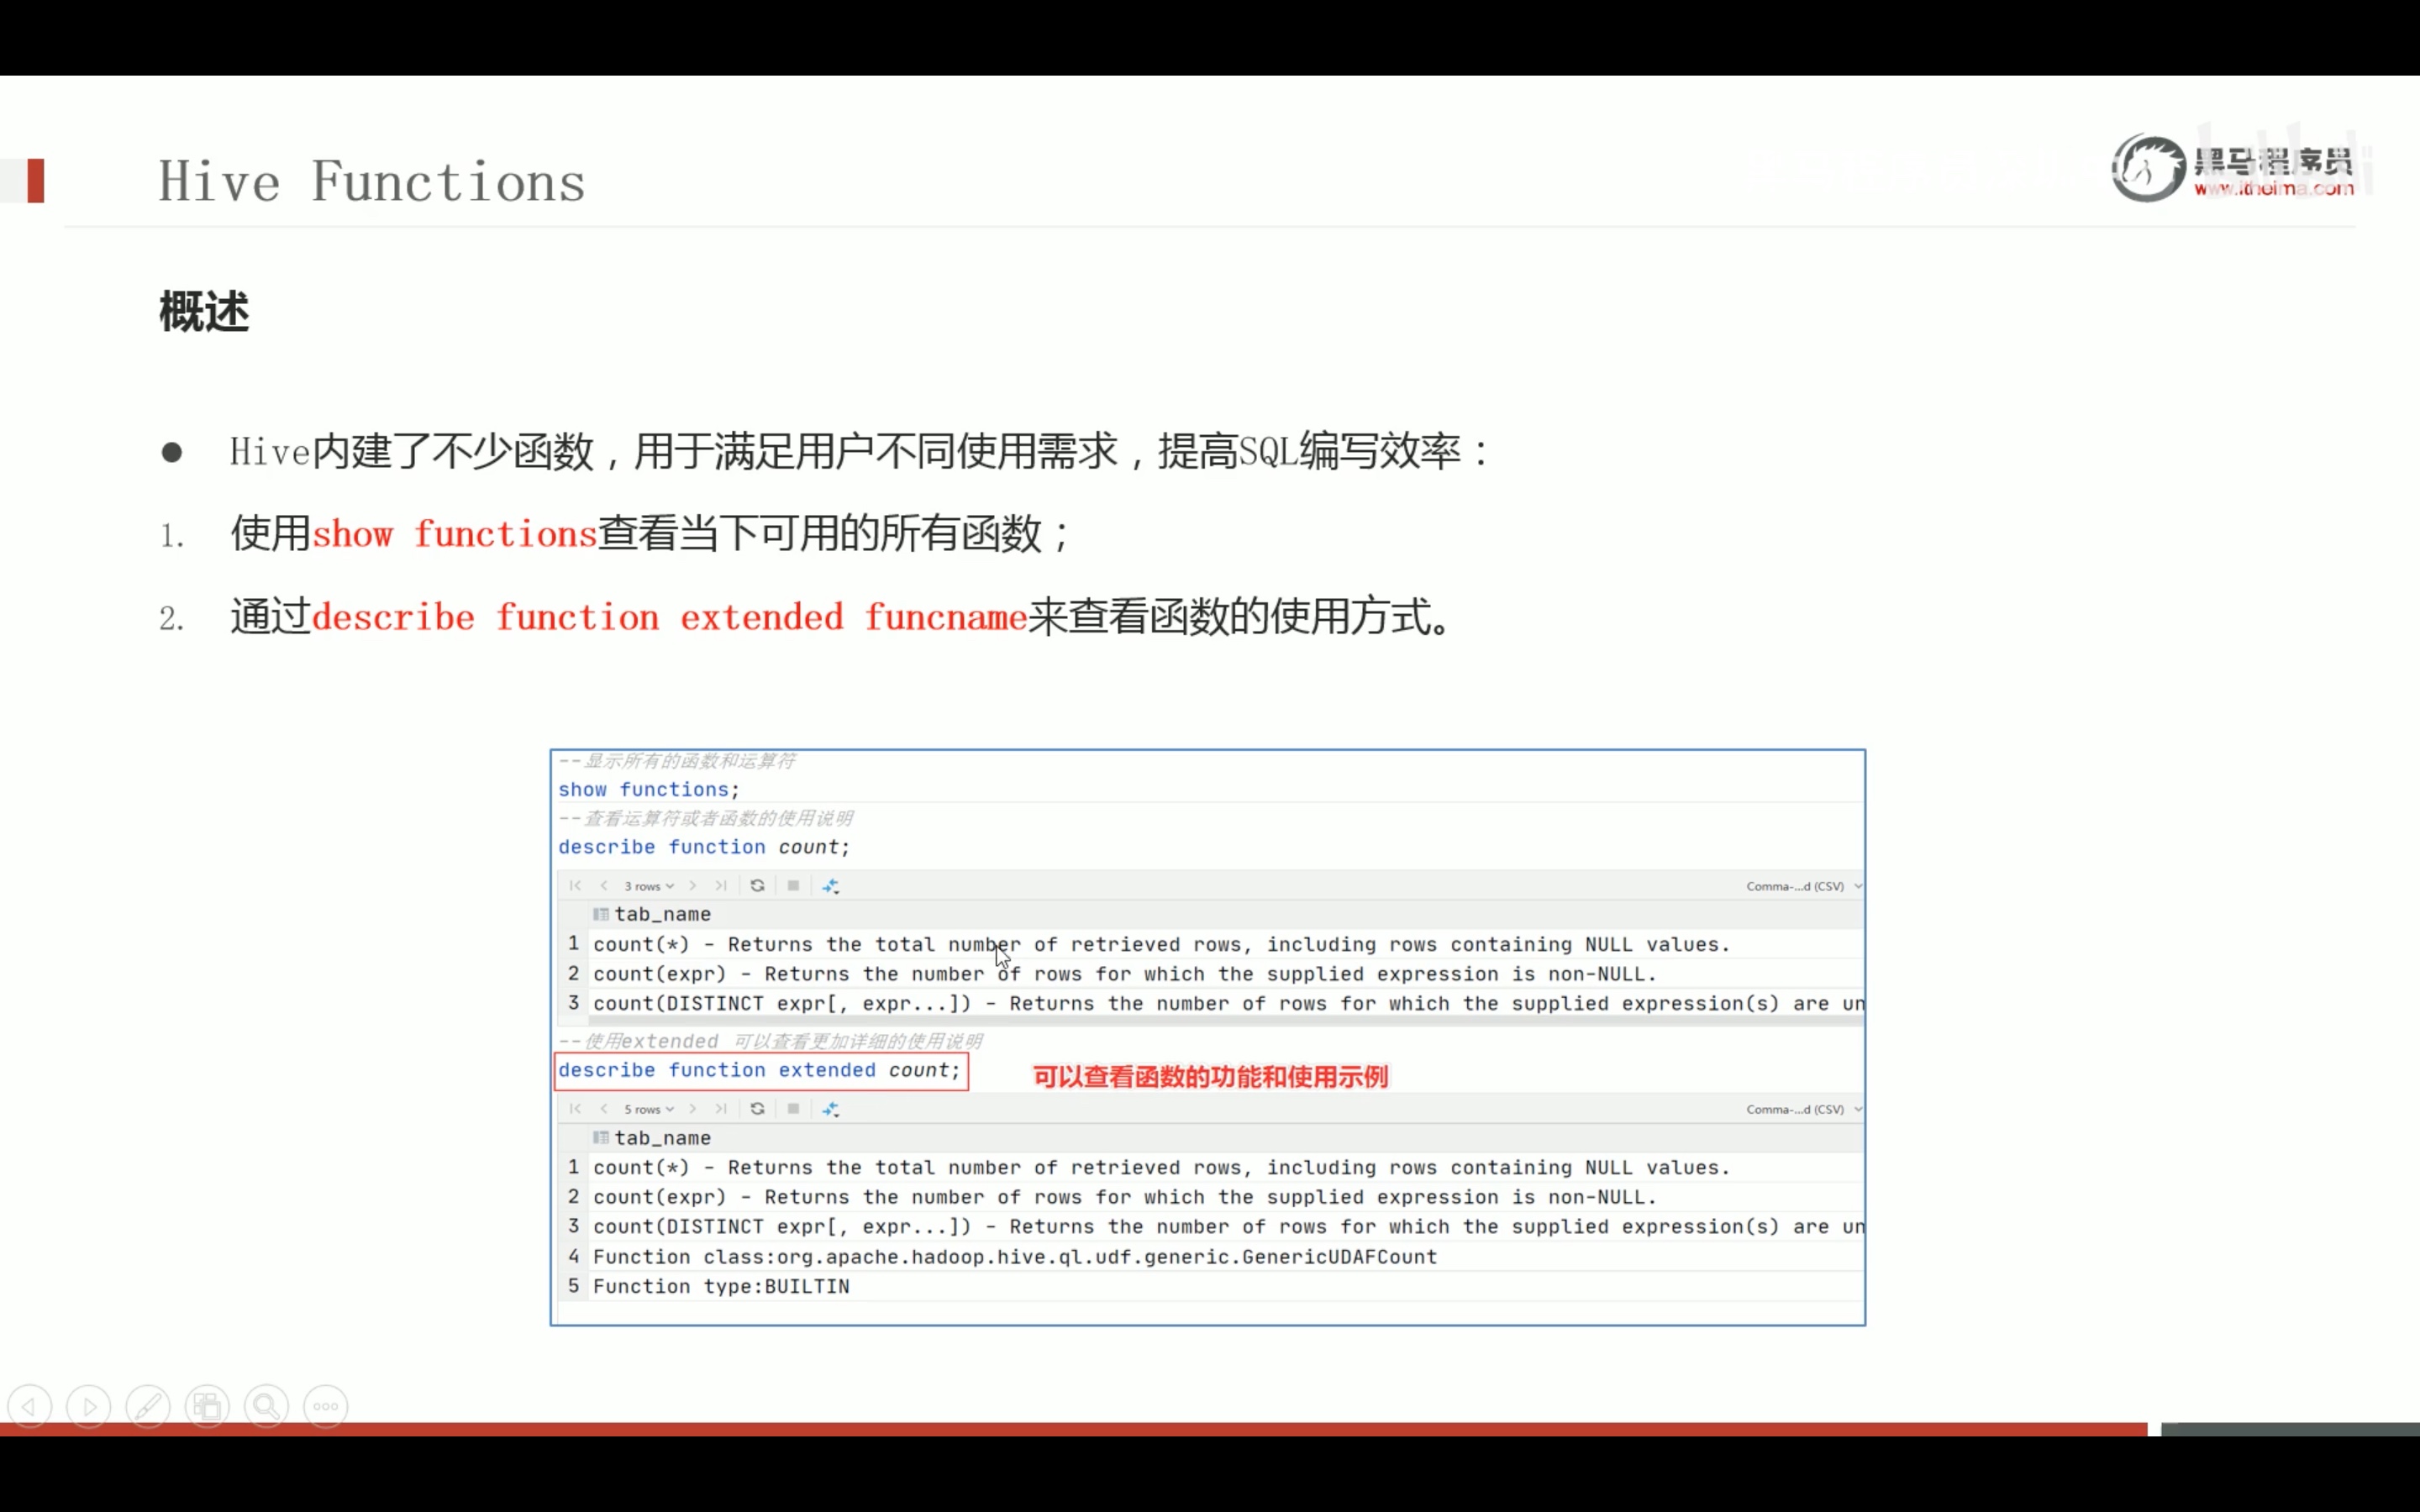 Hive Functions
黑马程序员
www.itheima.com
概述
● Hive内建了不少函数，用于满足用户不同使用需求，提高SQL编写效率：
1. 使用show functions查看当下可用的所有函数；
2. 通过describe function extended funcname来查看函数的使用方式。
--显示所有的函数和运算符
show functions;
--查看运算符或者函数的使用说明
describe function count;
3 rows
Comma-...d (CSV)
tab_name
1 count(*) - Returns the total number of retrieved rows, including rows containing NULL values.
2 count(expr) - Returns the number of rows for which the supplied expression is non-NULL.
3 count(DISTINCT expr[, expr...]) - Returns the number of rows for which the supplied expression(s) are un
--使用extended 可以查看更加详细的使用说明
describe function extended count;
可以查看函数的功能和使用示例
5 rows
Comma-...d (CSV)
tab_name
1 count(*) - Returns the total number of retrieved rows, including rows containing NULL values.
2 count(expr) - Returns the number of rows for which the supplied expression is non-NULL.
3 count(DISTINCT expr[, expr...]) - Returns the number of rows for which the supplied expression(s) are un
4 Function class:org.apache.hadoop.hive.ql.udf.generic.GenericUDAFCount
5 Function type:BUILTIN